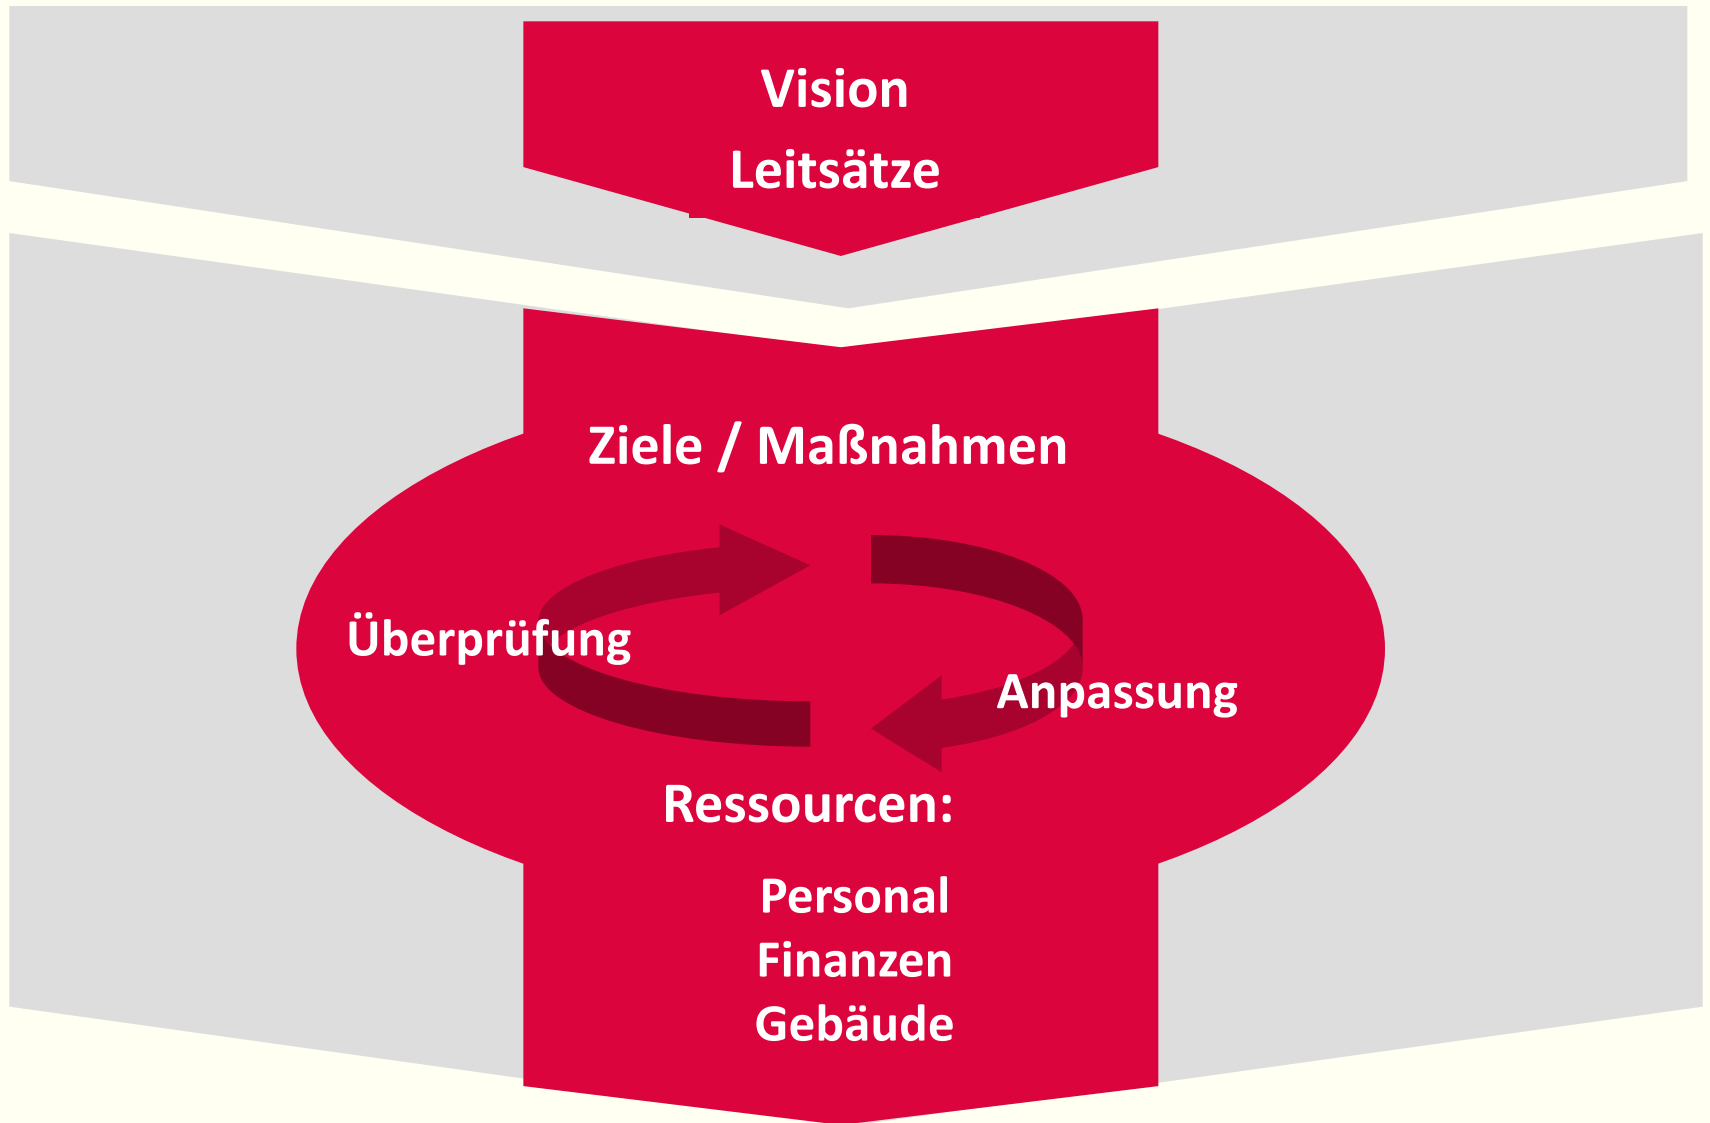 Vision
Leitsätze
Ziele / Maßnahmen
Überprüfung
Anpassung
Ressourcen:
Personal
Finanzen
Gebäude